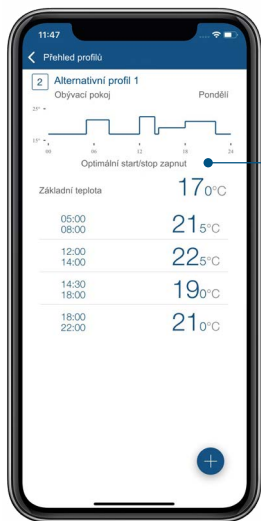 11:47
Přehled profilů
2 Alternativní profil 1
Obývací pokoj Pondělí
25°
15°
00 06 12 18 24
Optimální start/stop zapnut
Základní teplota 17 0°C
05:00
08:00 21 5°C
12:00
14:00 22 5°C
14:30
18:00 19 0°C
18:00
22:00 21 0°C
+